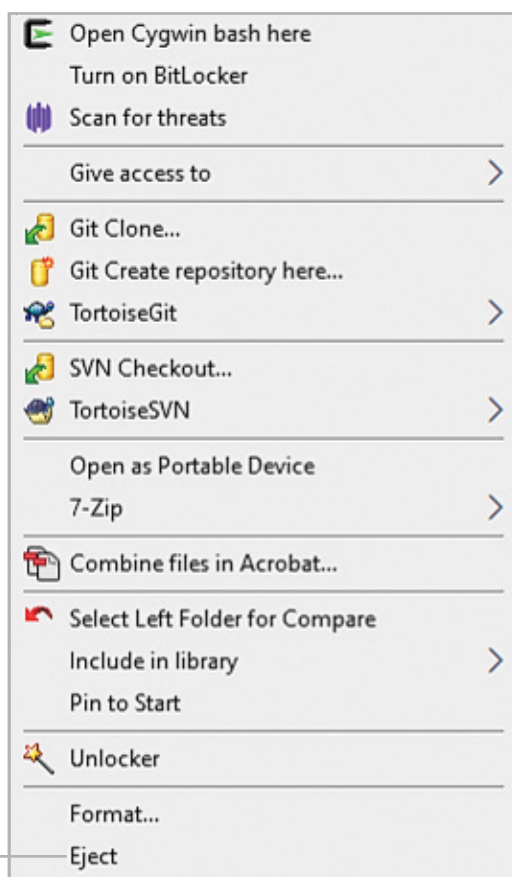 Open Cygwin bash here
Turn on BitLocker
Scan for threats
Give access to
Git Clone...
Git Create repository here...
TortoiseGit
SVN Checkout...
TortoiseSVN
Open as Portable Device
7-Zip
Combine files in Acrobat...
Select Left Folder for Compare
Include in library
Pin to Start
Unlocker
Format...
Eject